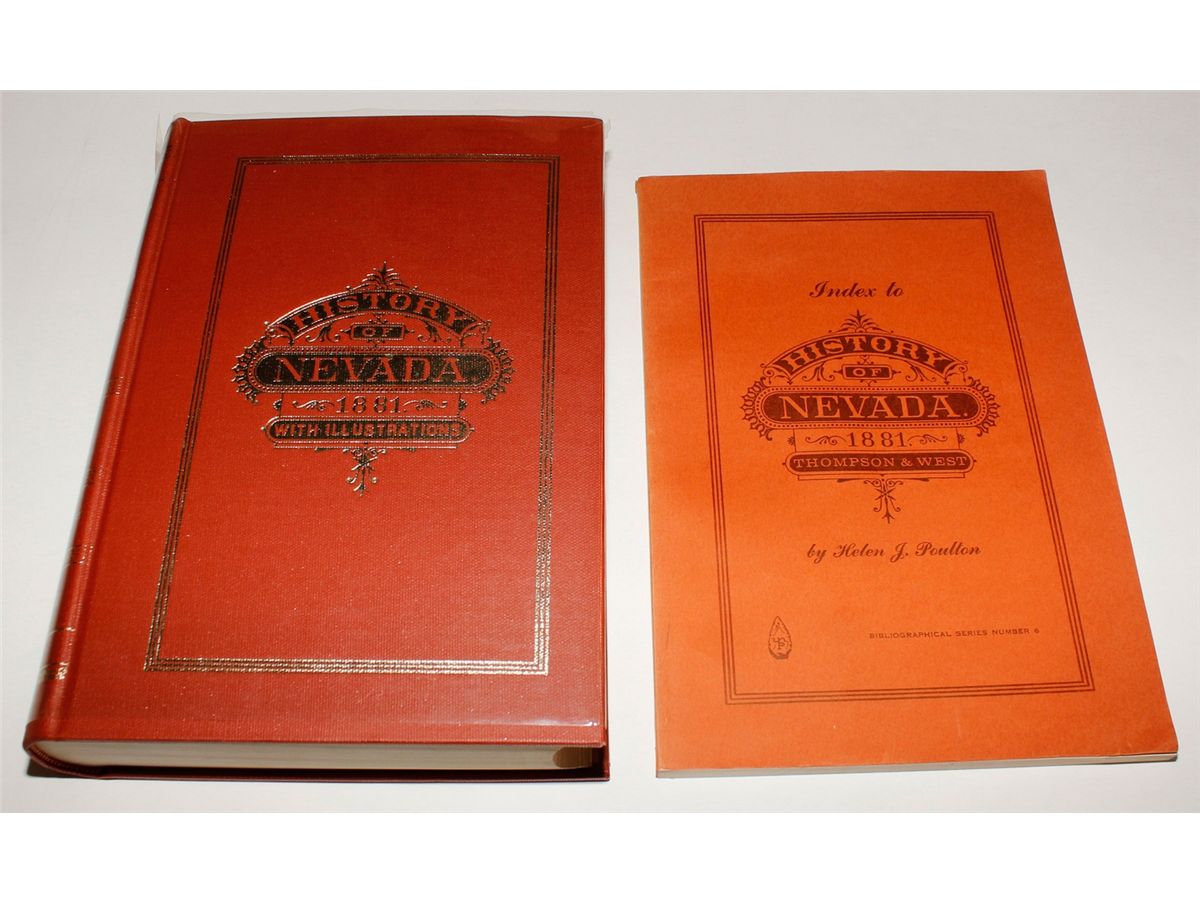 HISTORY
OF
NEVADA
1881
WITH ILLUSTRATIONS
Index to
HISTORY
OF
NEVADA.
1881
THOMPSON & WEST
by Helen J. Poulton
BIBLIOGRAPHICAL SERIES NUMBER 6